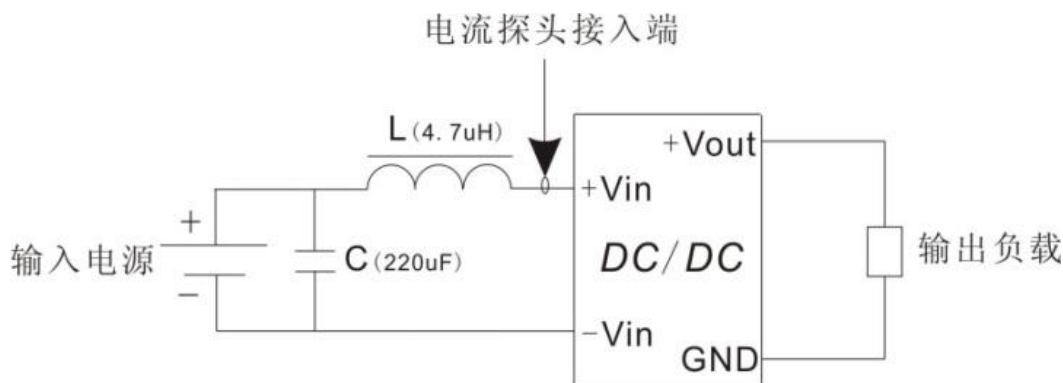 电流探头接入端
L(4.7uH)
+Vout
+Vin
+
输入电源
C(220uF)
DC/DC
输出负载
−
−Vin
GND